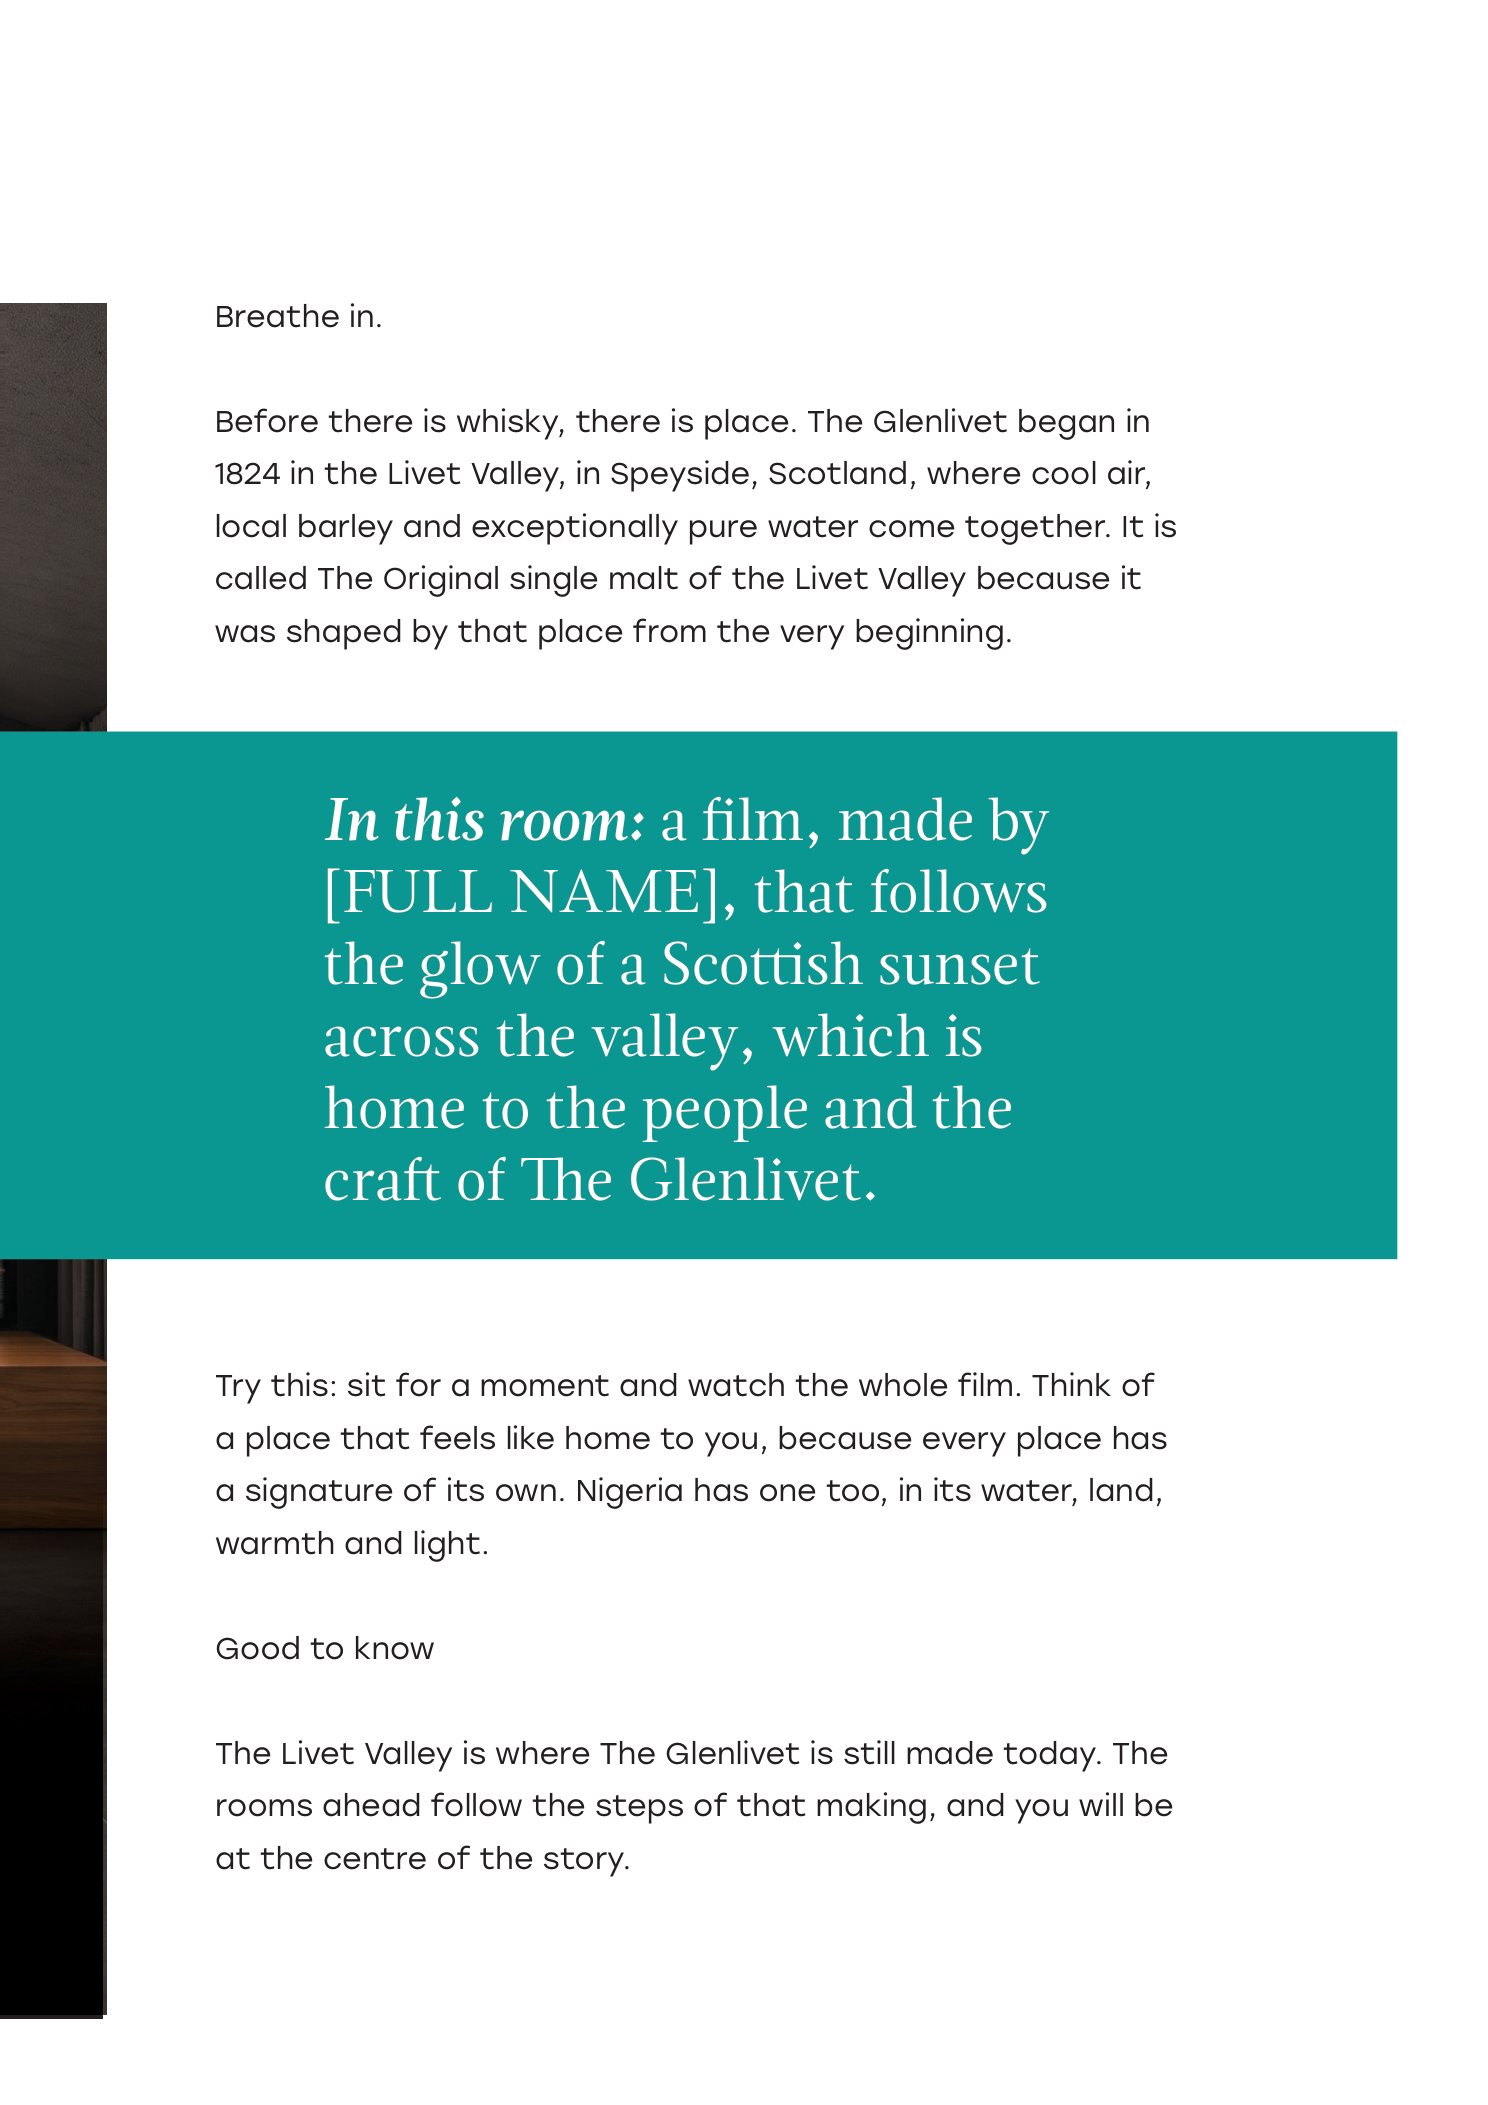 Breathe in.
Before there is whisky, there is place. The Glenlivet began in
1824 in the Livet Valley, in Speyside, Scotland, where cool air,
local barley and exceptionally pure water come together. It is
called The Original single malt of the Livet Valley because it
was shaped by that place from the very beginning.
In this room: a film, made by
[FULL NAME], that follows
the glow of a Scottish sunset
across the valley, which is
home to the people and the
craft of The Glenlivet.
Try this: sit for a moment and watch the whole film. Think of
a place that feels like home to you, because every place has
a signature of its own. Nigeria has one too, in its water, land,
warmth and light.
Good to know
The Livet Valley is where The Glenlivet is still made today. The
rooms ahead follow the steps of that making, and you will be
at the centre of the story.